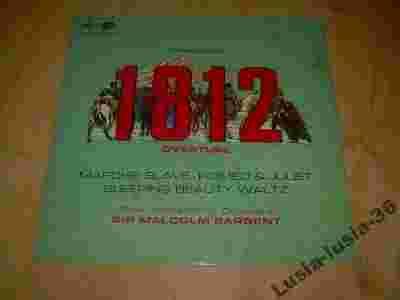 1812
OVERTURE
MARCHE SLAVE, ROMEO & JULIET
SLEEPING BEAUTY WALTZ
SIR MALCOLM SARGENT
Lusia-lusia-36